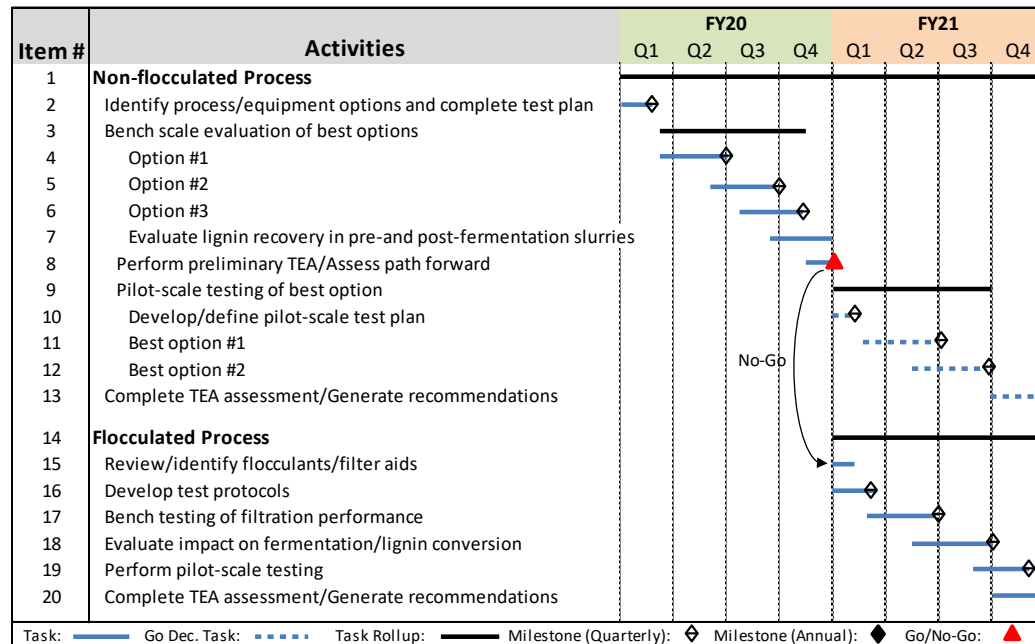 FY20 FY21
Item # Activities Q1 Q2 Q3 Q4 Q1 Q2 Q3 Q4
1 Non-flocculated Process
2 Identify process/equipment options and complete test plan
3 Bench scale evaluation of best options
4 Option #1
5 Option #2
6 Option #3
7 Evaluate lignin recovery in pre-and post-fermentation slurries
8 Perform preliminary TEA/Assess path forward
9 Pilot-scale testing of best option
10 Develop/define pilot-scale test plan
11 Best option #1
12 Best option #2
No-Go
13 Complete TEA assessment/Generate recommendations
14 Flocculated Process
15 Review/identify flocculants/filter aids
16 Develop test protocols
17 Bench testing of filtration performance
18 Evaluate impact on fermentation/lignin conversion
19 Perform pilot-scale testing
20 Complete TEA assessment/Generate recommendations
Task: Go Dec. Task: Task Rollup: Milestone (Quarterly): Milestone (Annual): Go/No-Go: